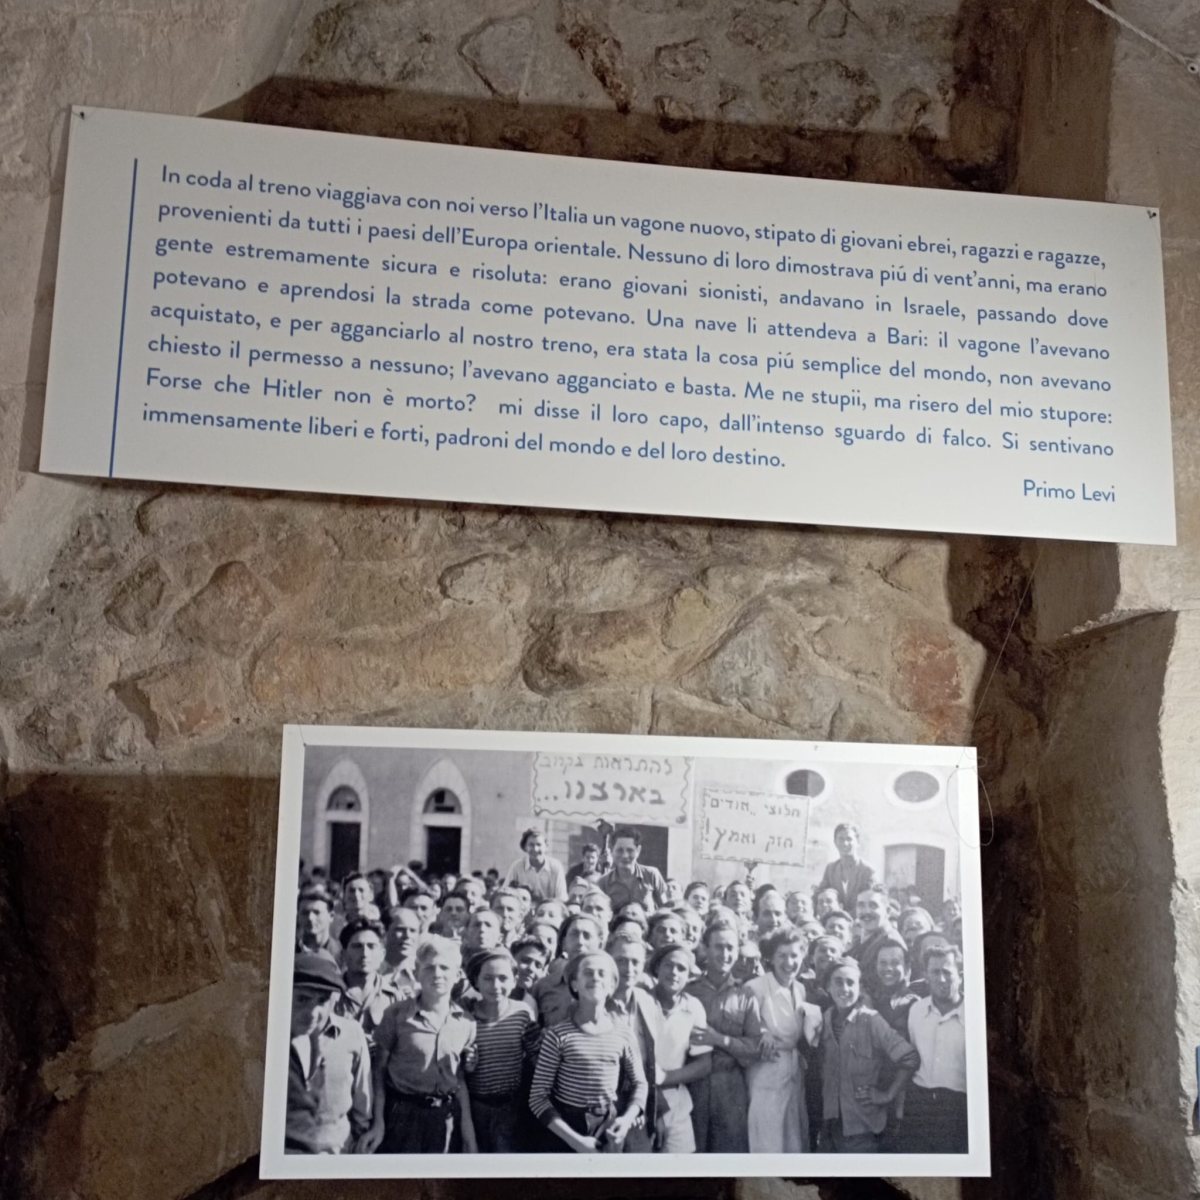 In coda al treno viaggiava con noi verso l'Italia un vagone nuovo, stipato di giovani ebrei, ragazzi e ragazze,
provenienti da tutti i paesi dell'Europa orientale. Nessuno di loro dimostrava piú di vent'anni, ma erano
gente estremamente sicura e risoluta: erano giovani sionisti, andavano in Israele, passando dove
potevano e aprendosi la strada come potevano. Una nave li attendeva a Bari: il vagone l'avevano
acquistato, e per agganciarlo al nostro treno, era stata la cosa piú semplice del mondo, non avevano
chiesto il permesso a nessuno; l'avevano agganciato e basta. Me ne stupii, ma risero del mio stupore:
Forse che Hitler non è morto? mi disse il loro capo, dall'intenso sguardo di falco. Si sentivano
immensamente liberi e forti, padroni del mondo e del loro destino.
Primo Levi
להתראות בקרוב
בארצנו...
חלוצי
חזק ואמץ!